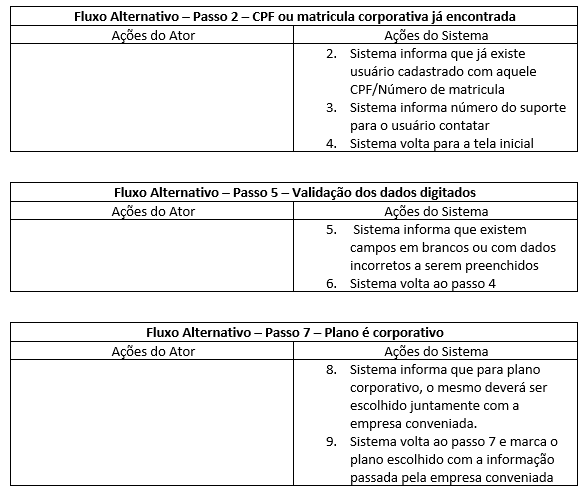 Fluxo Alternativo – Passo 2 – CPF ou matricula corporativa já encontrada
Ações do Ator
Ações do Sistema
2. Sistema informa que já existe
usuário cadastrado com aquele
CPF/Número de matricula
3. Sistema informa número do suporte
para o usuário contatar
4. Sistema volta para a tela inicial
Fluxo Alternativo – Passo 5 – Validação dos dados digitados
Ações do Ator
Ações do Sistema
5. Sistema informa que existem
campos em brancos ou com dados
incorretos a serem preenchidos
6. Sistema volta ao passo 4
Fluxo Alternativo – Passo 7 – Plano é corporativo
Ações do Ator
Ações do Sistema
8. Sistema informa que para plano
corporativo, o mesmo deverá ser
escolhido juntamente com a
empresa conveniada.
9. Sistema volta ao passo 7 e marca o
plano escolhido com a informação
passada pela empresa conveniada